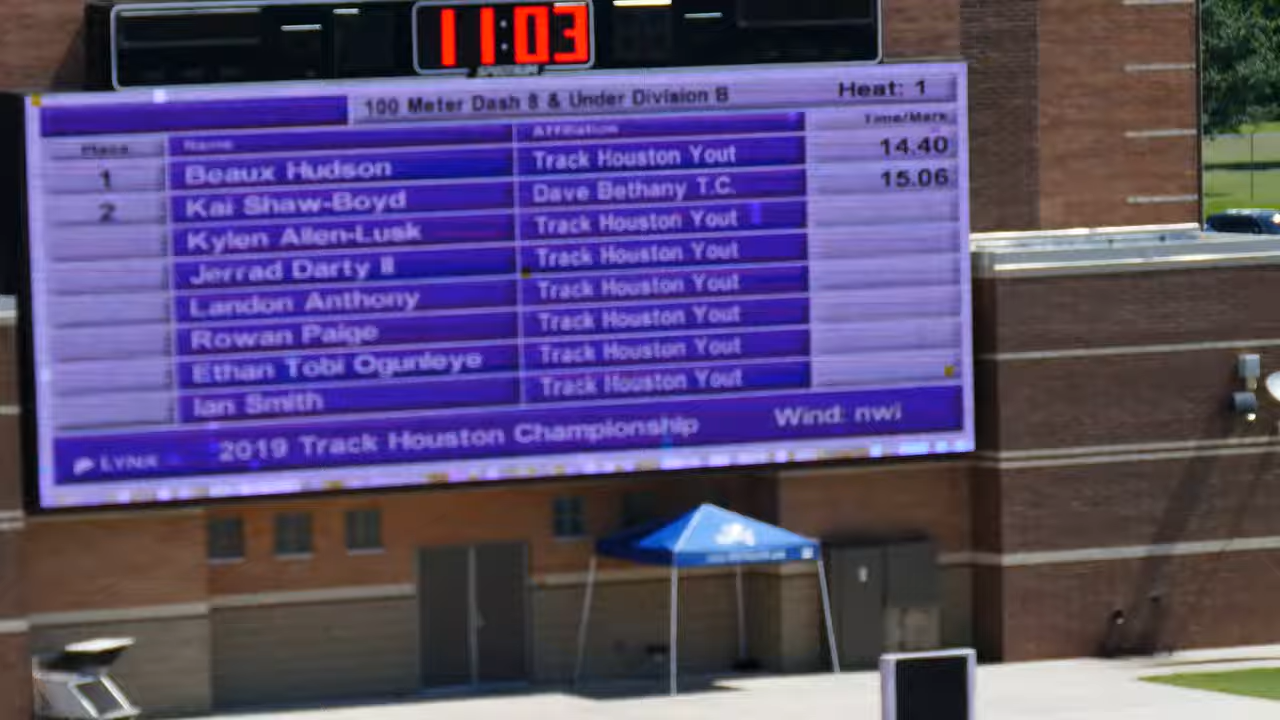 11:03
SPECTRUM
100 Meter Dash 8 & Under Division B Heat: 1
Place Name Affiliation Time/Mark
1 Beaux Hudson Track Houston Yout 14.40
2 Kai Shaw-Boyd Dave Bethany T.C. 15.06
Kylen Allen-Lusk Track Houston Yout
Jerrad Darty II Track Houston Yout
Landon Anthony Track Houston Yout
Rowan Paige Track Houston Yout
Ethan Tobi Ogunleye Track Houston Yout
Ian Smith Track Houston Yout
LYNX 2019 Track Houston Championship Wind: nwi